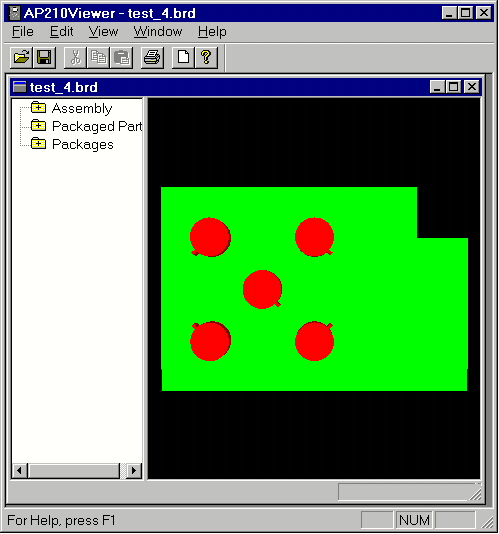 AP210Viewer - test_4.brd
File Edit View Window Help
test_4.brd
Assembly
Packaged Part
Packages
For Help, press F1
NUM